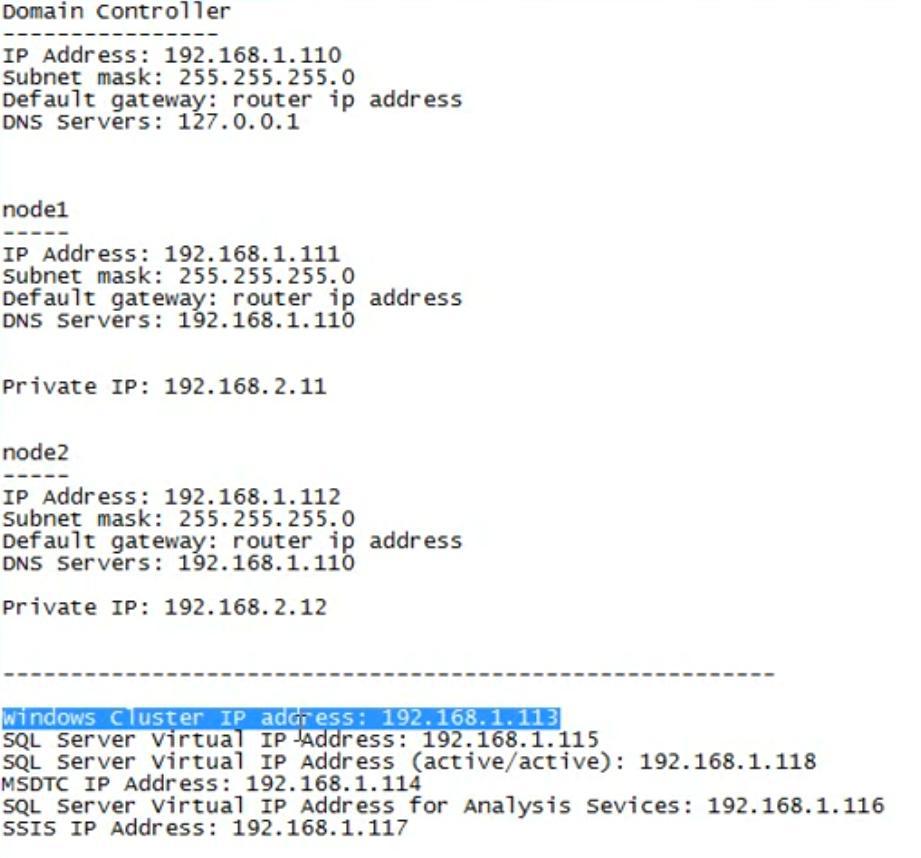 Domain Controller
----------------
IP Address: 192.168.1.110
Subnet mask: 255.255.255.0
Default gateway: router ip address
DNS Servers: 127.0.0.1
node1
-----
IP Address: 192.168.1.111
Subnet mask: 255.255.255.0
Default gateway: router ip address
DNS Servers: 192.168.1.110
Private IP: 192.168.2.11
node2
-----
IP Address: 192.168.1.112
Subnet mask: 255.255.255.0
Default gateway: router ip address
DNS Servers: 192.168.1.110
Private IP: 192.168.2.12
---------------------------------------------------------
Windows Cluster IP address: 192.168.1.113
SQL Server Virtual IP Address: 192.168.1.115
SQL Server Virtual IP Address (active/active): 192.168.1.118
MSDTC IP Address: 192.168.1.114
SQL Server Virtual IP Address for Analysis Sevices: 192.168.1.116
SSIS IP Address: 192.168.1.117